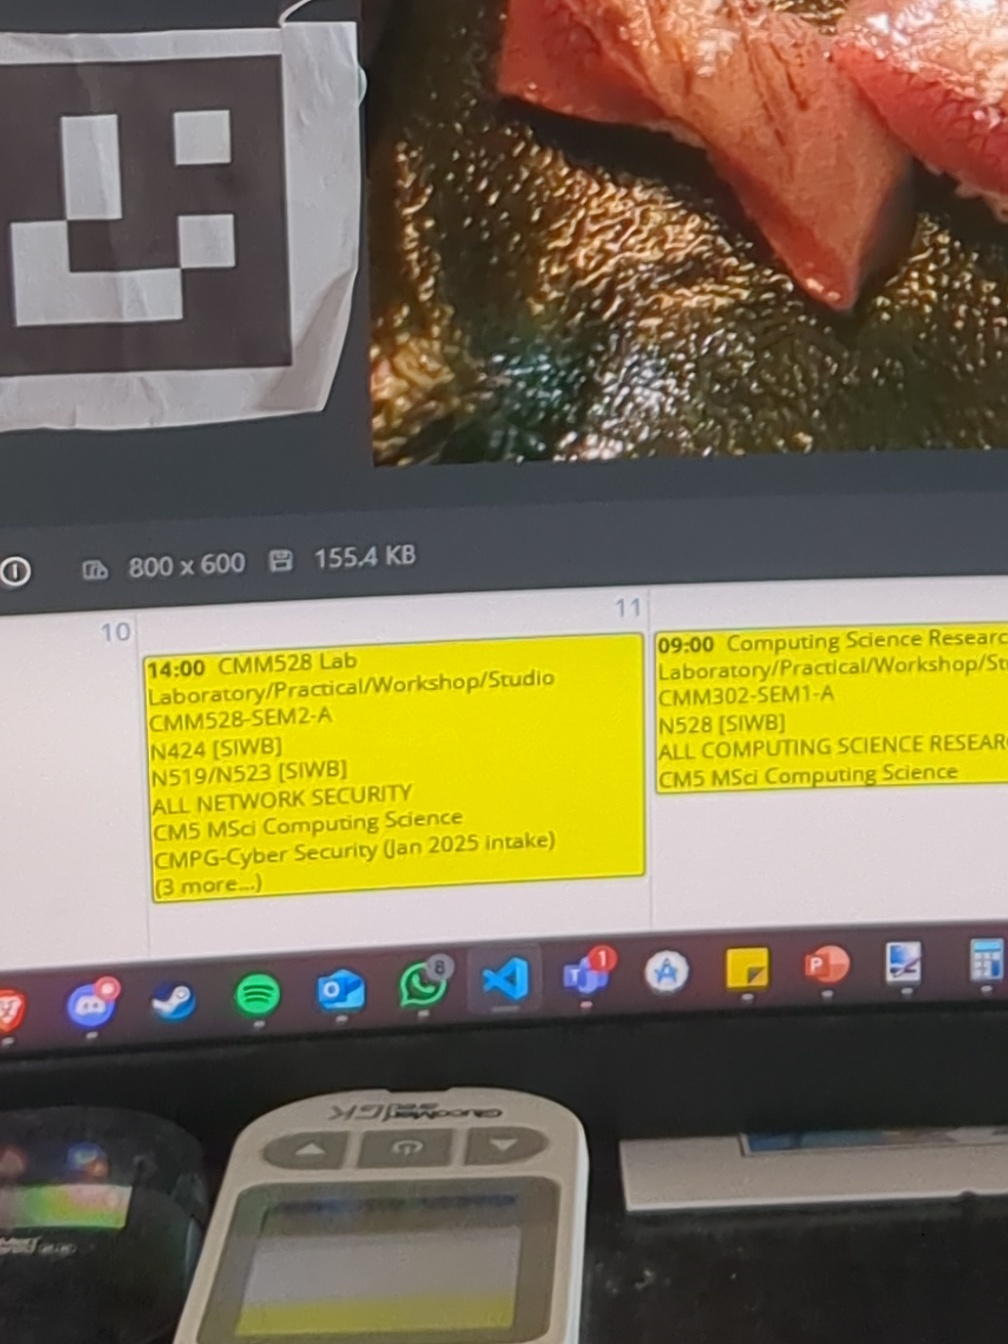 800 x 600 155.4 KB
10
11
14:00 CMM528 Lab
Laboratory/Practical/Workshop/Studio
CMM528-SEM2-A
N424 [SIWB]
N519/N523 [SIWB]
ALL NETWORK SECURITY
CM5 MSci Computing Science
CMPG-Cyber Security (Jan 2025 intake)
(3 more...)
09:00 Computing Science Researc
Laboratory/Practical/Workshop/St
CMM302-SEM1-A
N528 [SIWB]
ALL COMPUTING SCIENCE RESEAR
CM5 MSci Computing Science
8
1
GK